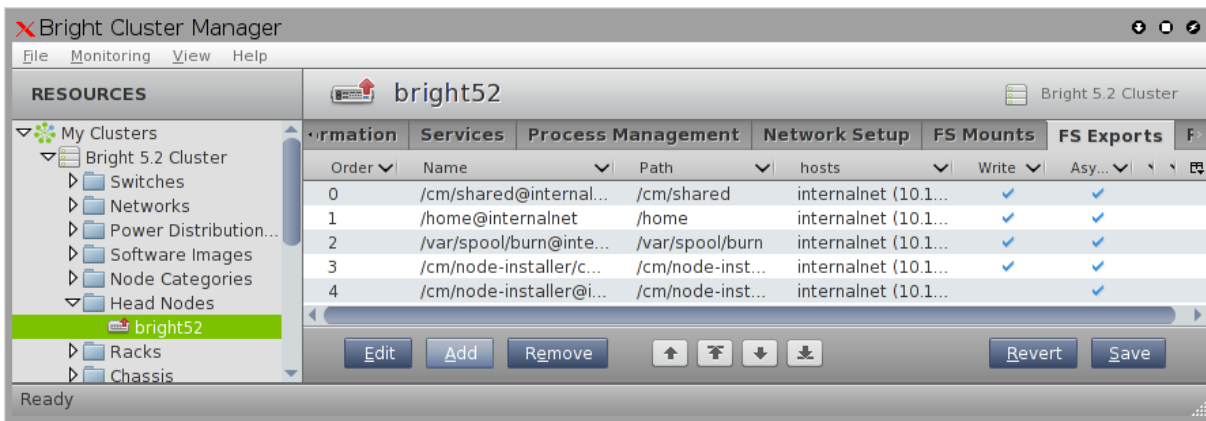 Bright Cluster Manager
File Monitoring View Help
RESOURCES
My Clusters
Bright 5.2 Cluster
Switches
Networks
Power Distribution...
Software Images
Node Categories
Head Nodes
bright52
Racks
Chassis
bright52
Bright 5.2 Cluster
rmation Services Process Management Network Setup FS Mounts FS Exports
Order Name Path hosts Write Asy...
0 /cm/shared@internal... /cm/shared internalnet (10.1...
1 /home@internalnet /home internalnet (10.1...
2 /var/spool/burn@inte... /var/spool/burn internalnet (10.1...
3 /cm/node-installer/c... /cm/node-inst... internalnet (10.1...
4 /cm/node-installer@i... /cm/node-inst... internalnet (10.1...
Edit Add Remove Revert Save
Ready